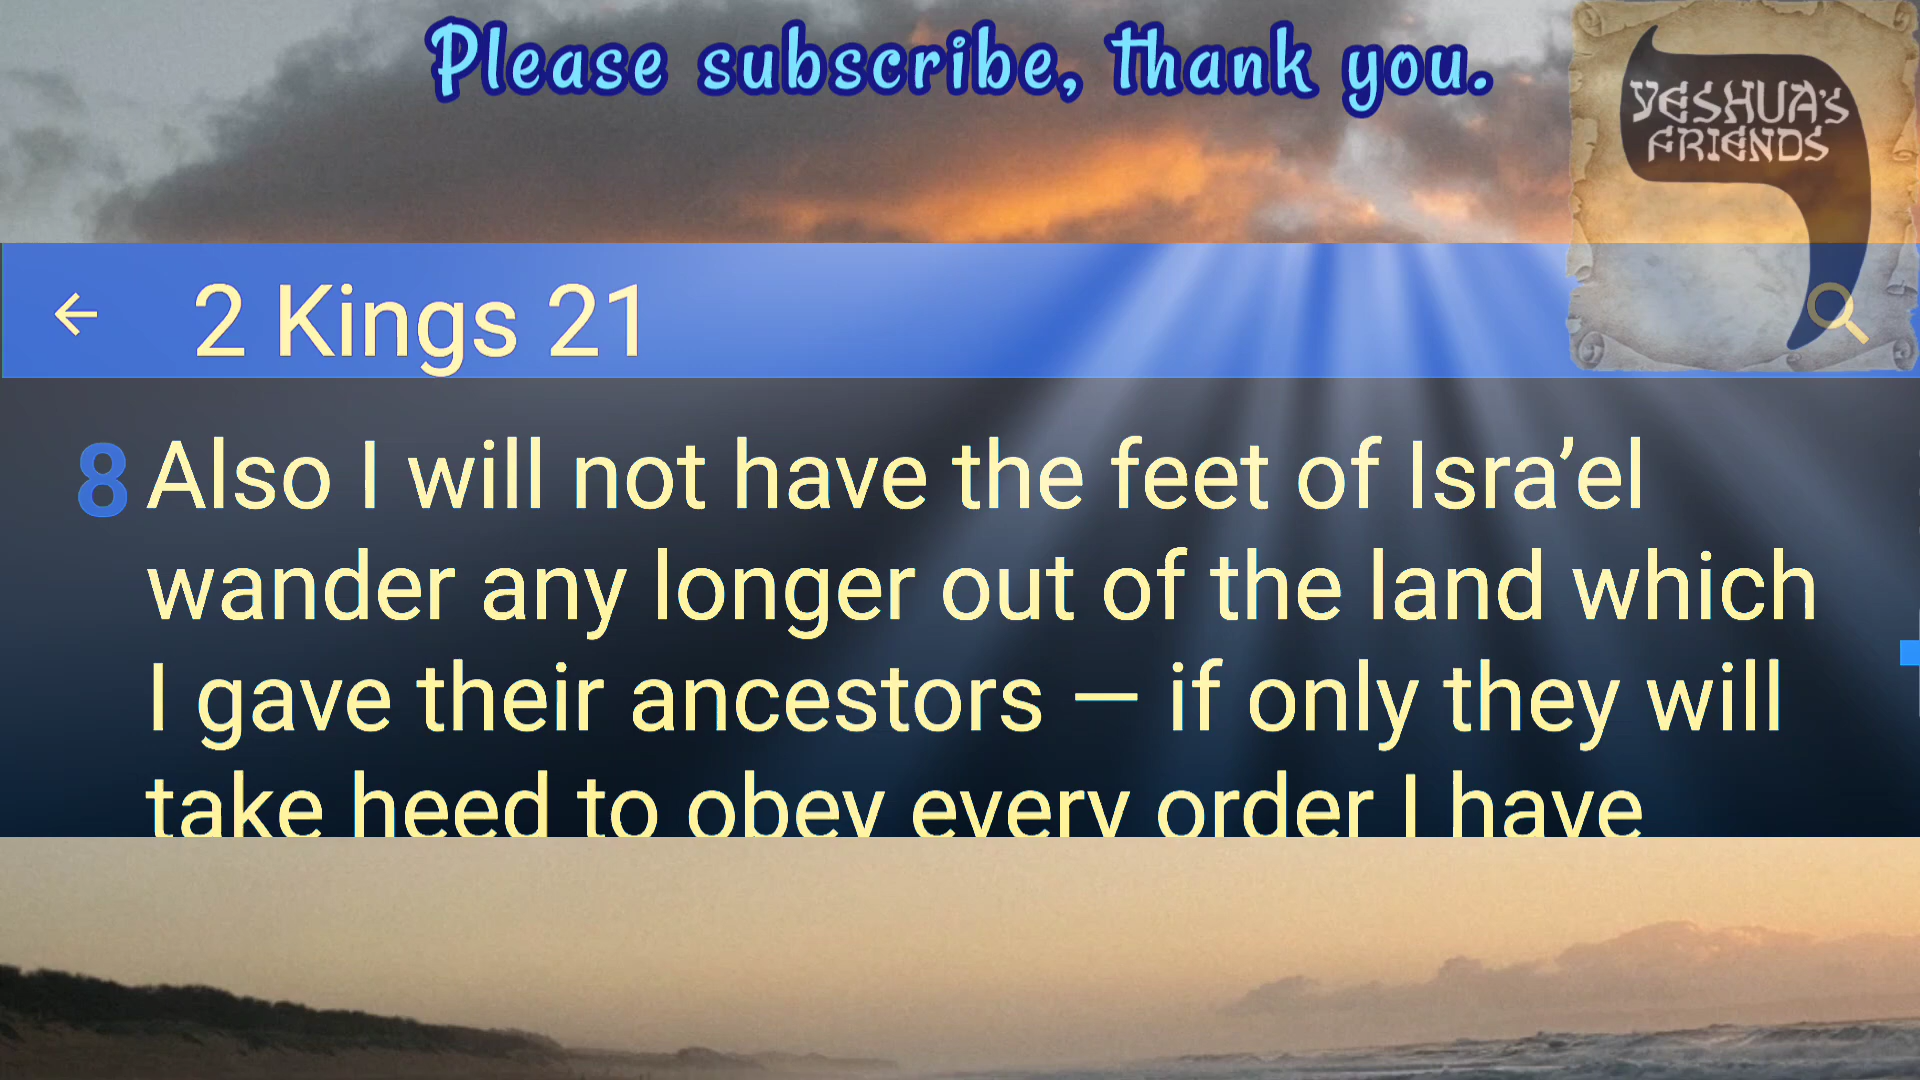 Please subscribe, thank you.
YESHUA'S
FRIENDS
2 Kings 21
8 Also I will not have the feet of Isra’el
wander any longer out of the land which
I gave their ancestors — if only they will
take heed to obey every order I have